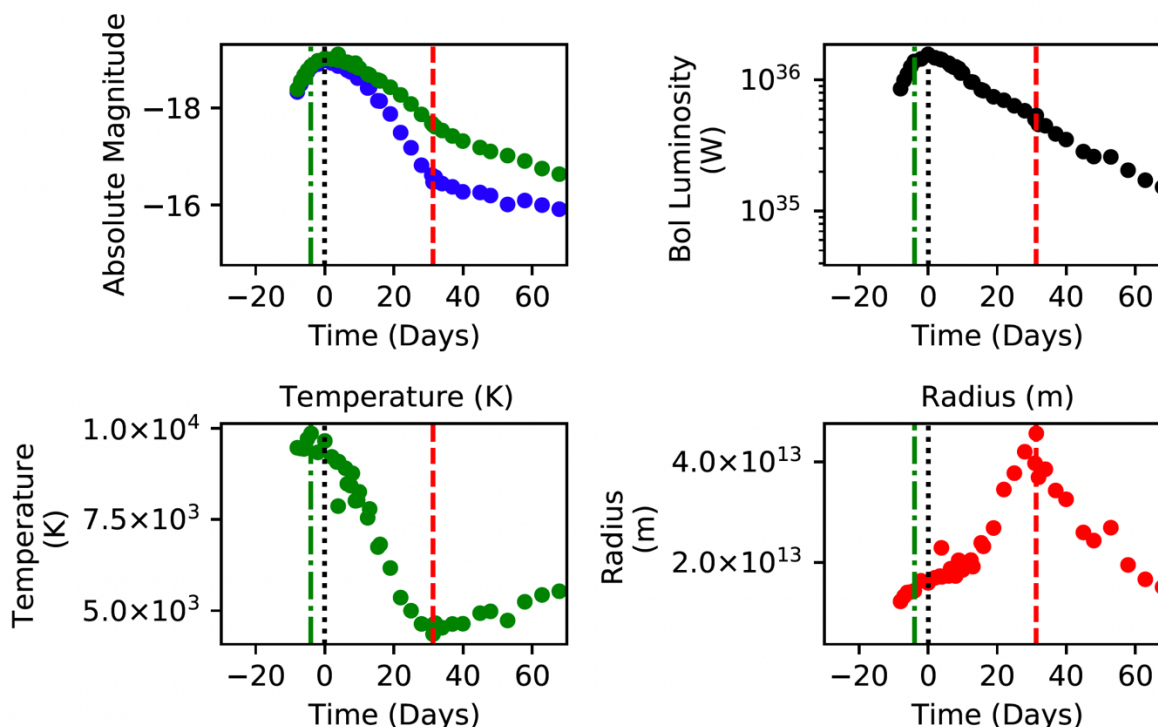 Absolute Magnitude
−18
−16
−20 0 20 40 60
Time (Days)
Bol Luminosity
(W)
10³⁶
10³⁵
−20 0 20 40 60
Time (Days)
Temperature (K)
Temperature
(K)
1.0×10⁴
7.5×10³
5.0×10³
−20 0 20 40 60
Time (Days)
Radius (m)
Radius
(m)
4.0×10¹³
2.0×10¹³
−20 0 20 40 60
Time (Days)